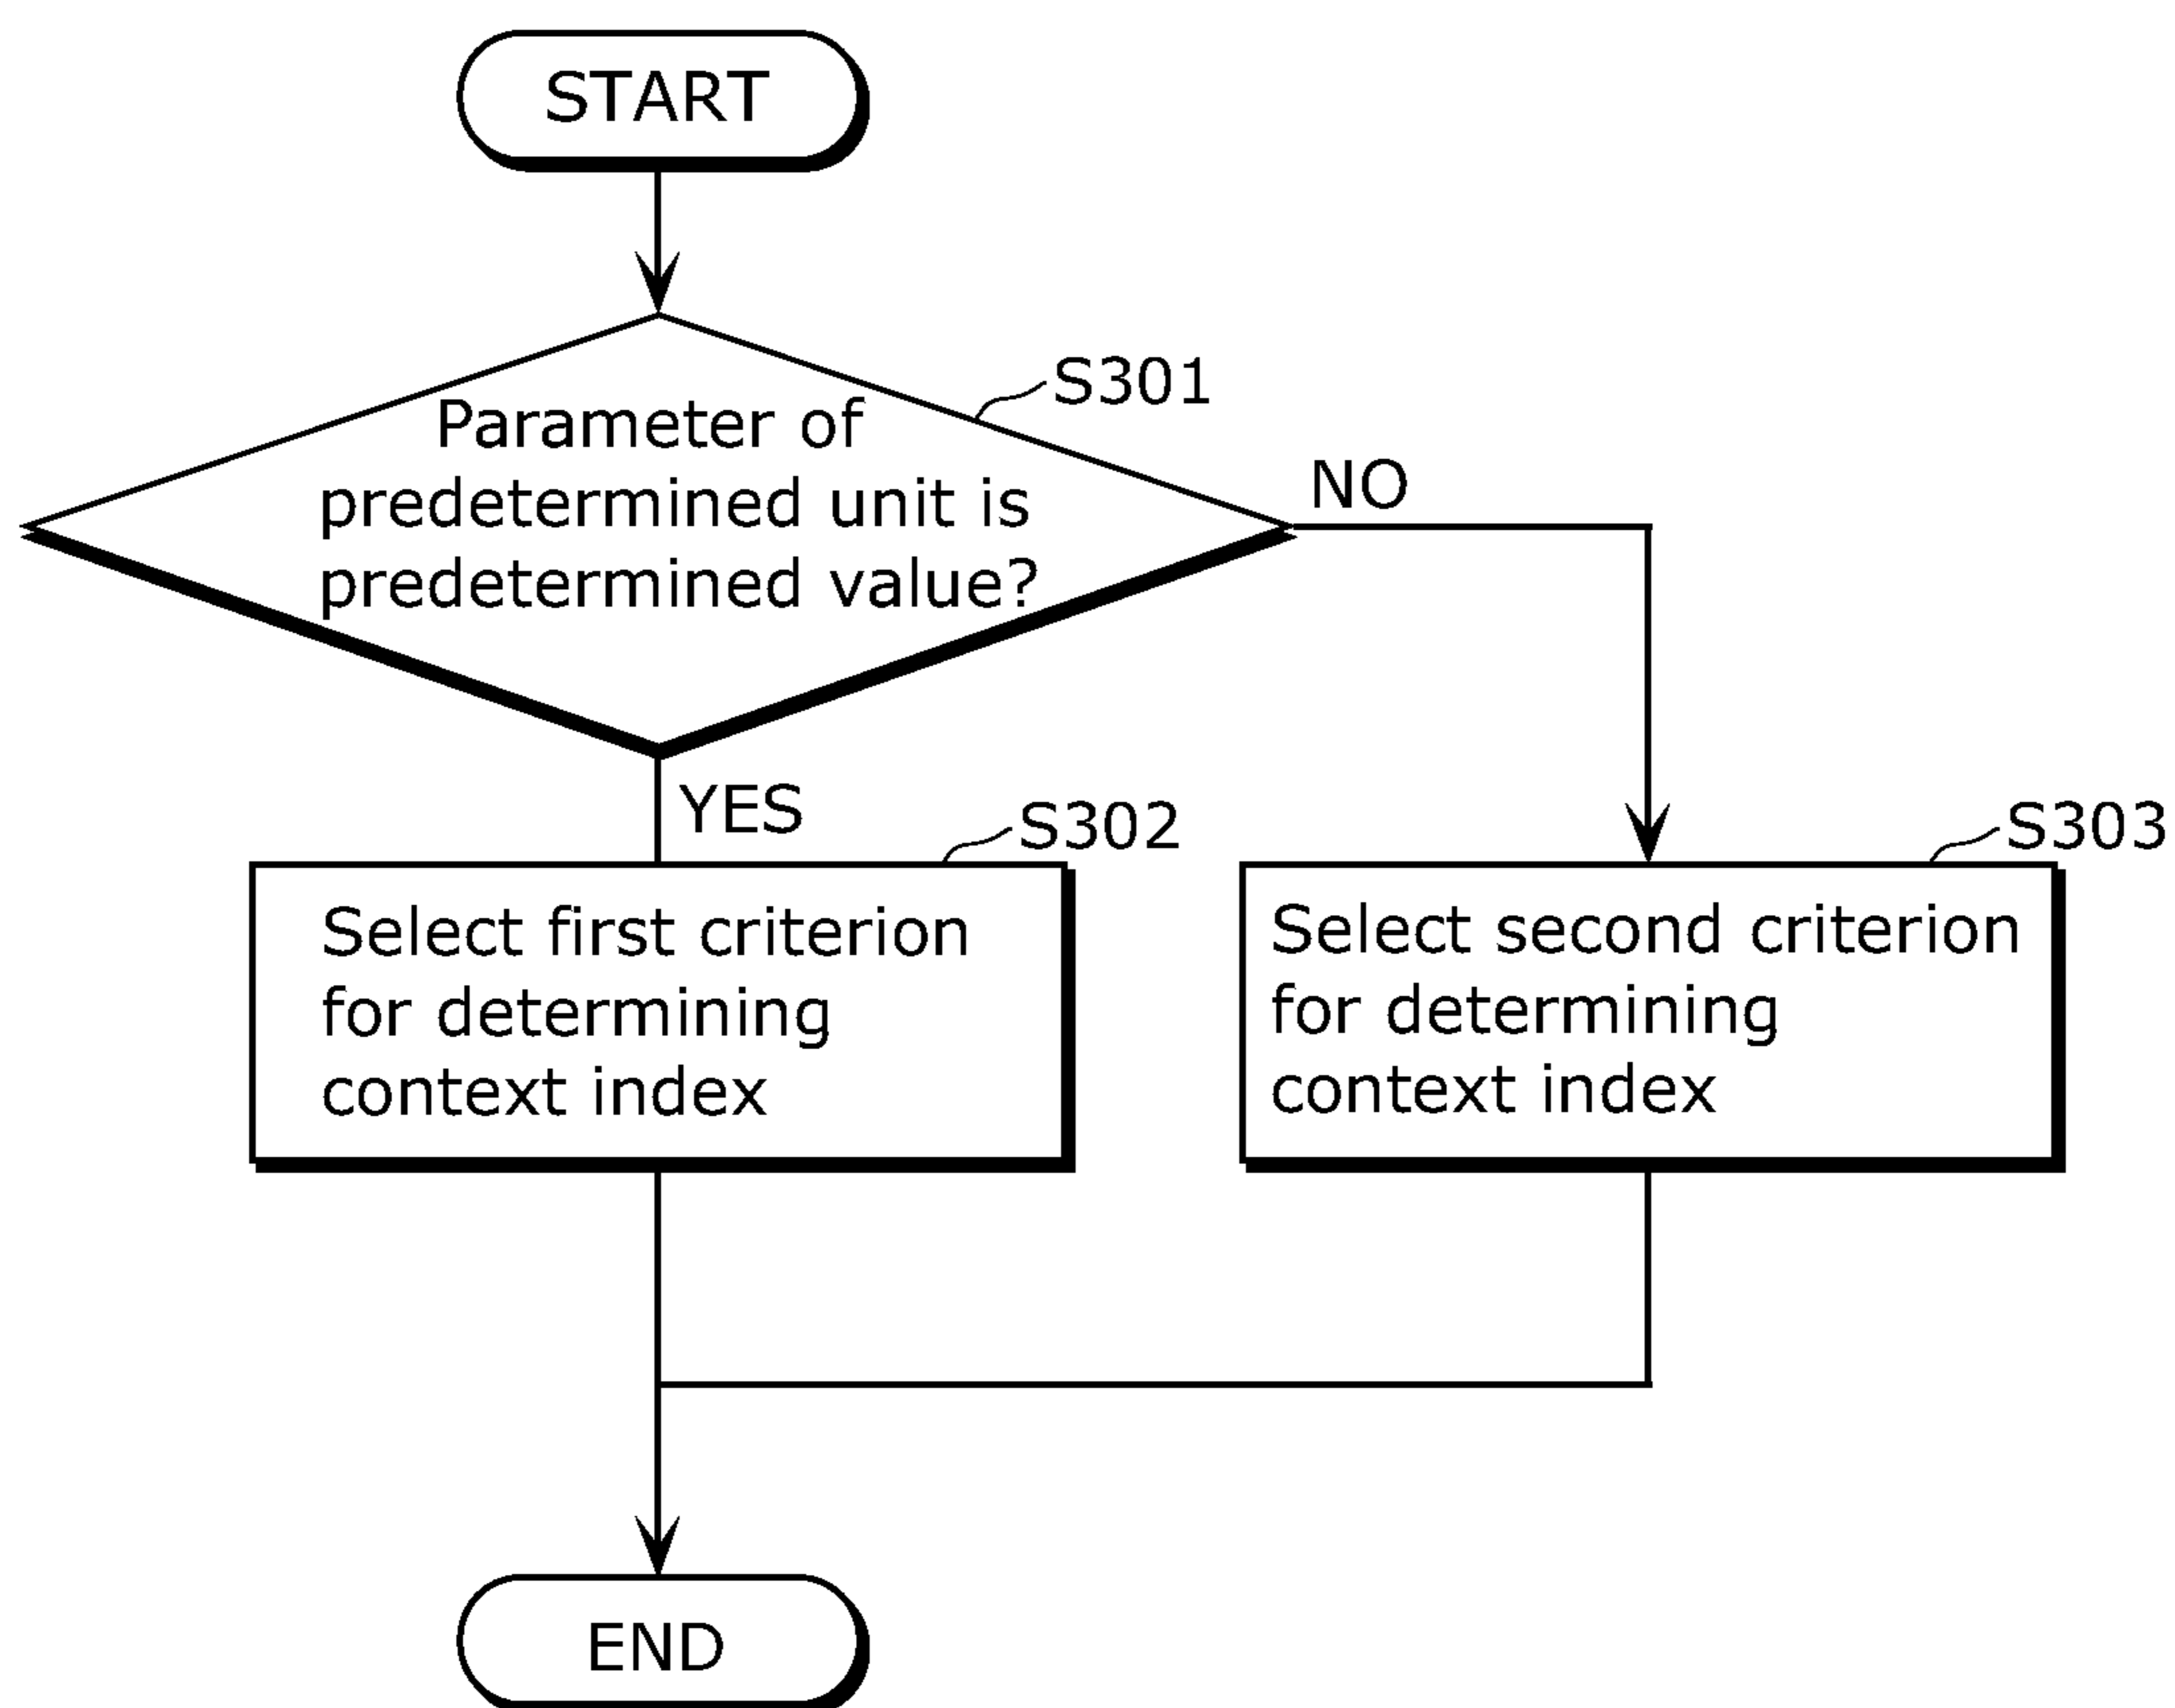 START
S301
Parameter of
predetermined unit is
predetermined value?
NO
YES
S302
Select first criterion
for determining
context index
S303
Select second criterion
for determining
context index
END